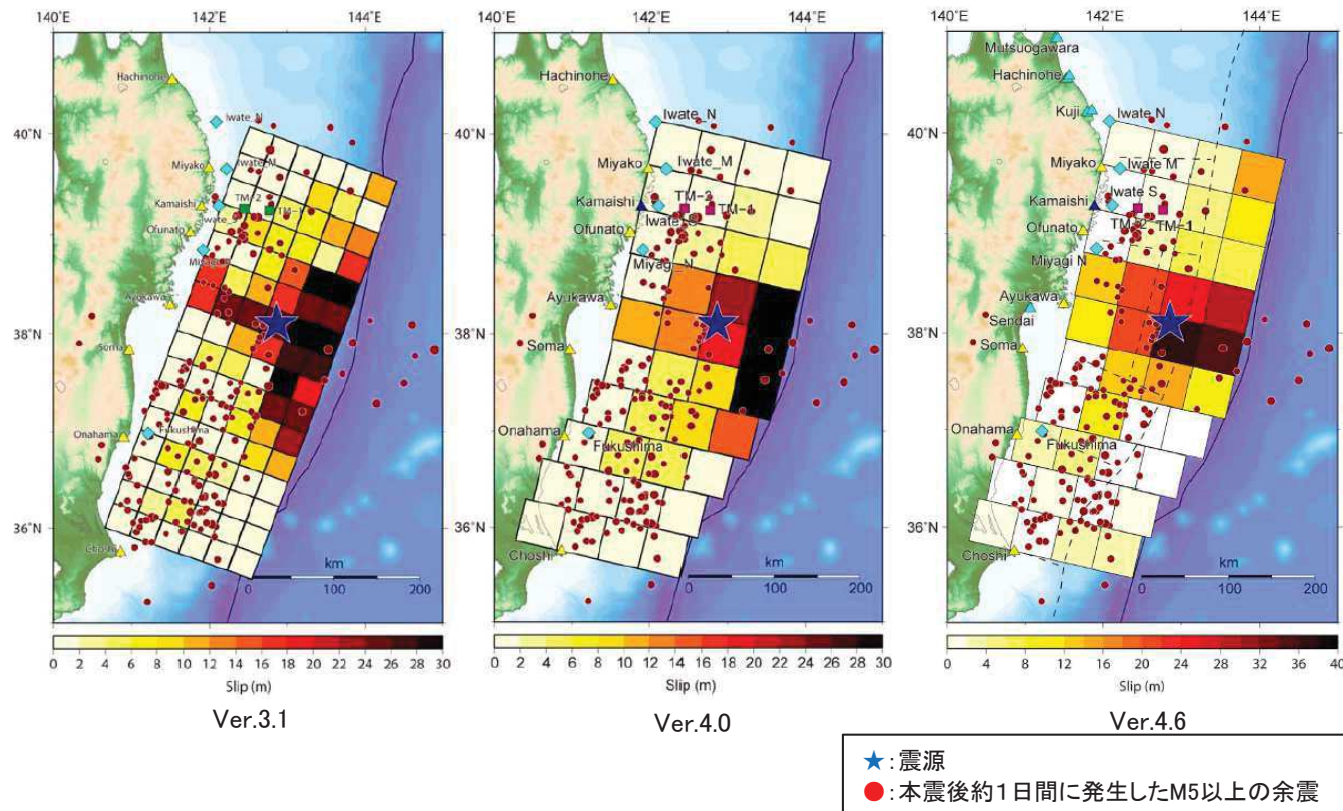 140°E 142°E 144°E
40°N
38°N
36°N
Hachinohe
Iwate_N
Miyako
Iwate_M
Kamaishi
TM-2
TM-1
Iwate_S
Ofunato
Miyagi_N
Ayukawa
Soma
Onahama
Fukushima
Choshi
km
0 100 200
0 2 4 6 8 10 12 14 16 18 20 22 24 26 28 30
Slip (m)
Ver.3.1
140°E 142°E 144°E
40°N
38°N
36°N
Hachinohe
Iwate_N
Miyako
Iwate_M
Kamaishi
TM-2
TM-1
Iwate_S
Ofunato
Miyagi_N
Ayukawa
Soma
Onahama
Fukushima
Choshi
km
0 100 200
0 2 4 6 8 10 12 14 16 18 20 22 24 26 28 30
Slip (m)
Ver.4.0
140°E 142°E 144°E
40°N
38°N
36°N
Mutsuogawara
Hachinohe
Kuji
Iwate N
Miyako
Iwate M
Kamaishi
Iwate S
Ofunato
TM-2
TM-1
Miyagi N
Ayukawa
Sendai
Soma
Onahama
Fukushima
Choshi
km
0 100 200
0 4 8 12 16 20 24 28 32 36 40
Slip (m)
Ver.4.6
★:震源
●:本震後約1日間に発生したM5以上の余震